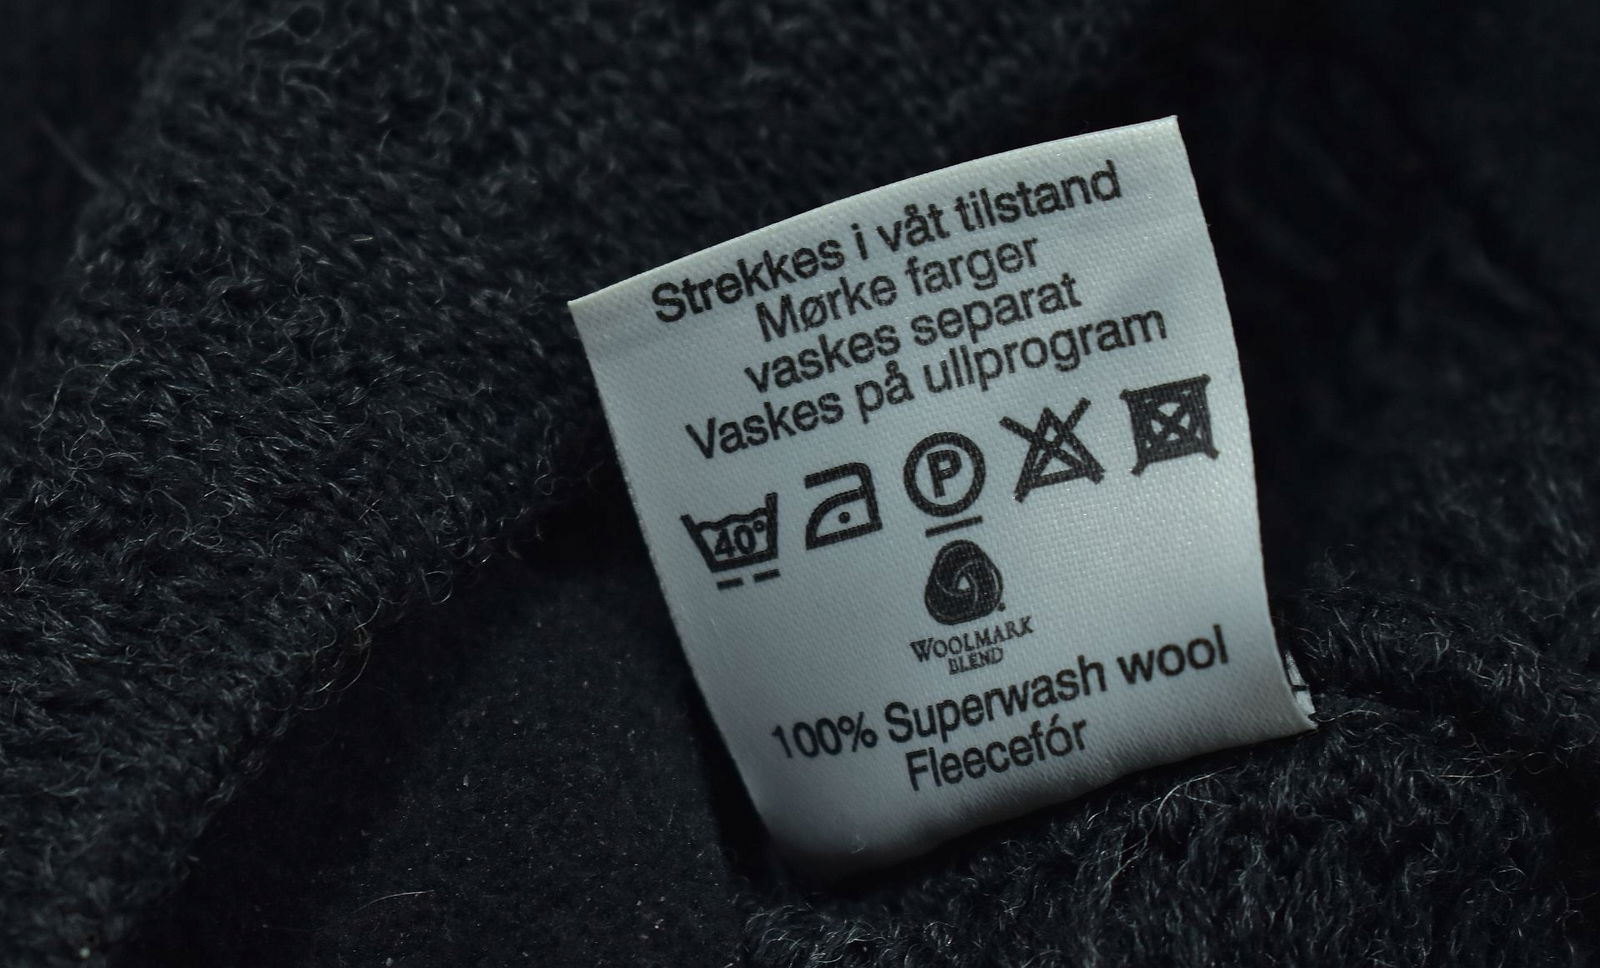 Strekkes i våt tilstand
Mørke farger
vaskes separat
Vaskes på ullprogram
40° P
WOOLMARK
BLEND
100% Superwash wool
Fleecefór